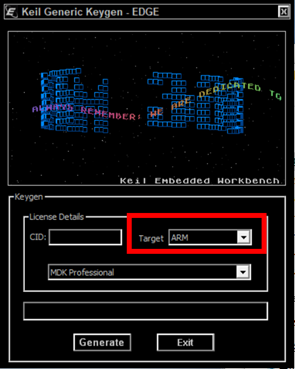 Keil Generic Keygen - EDGE
ALWAYS REMEMBER: WE ARE DEDICATED TO
Keil Embedded Workbench
Keygen
License Details
CID:
Target ARM
MDK Professional
Generate Exit